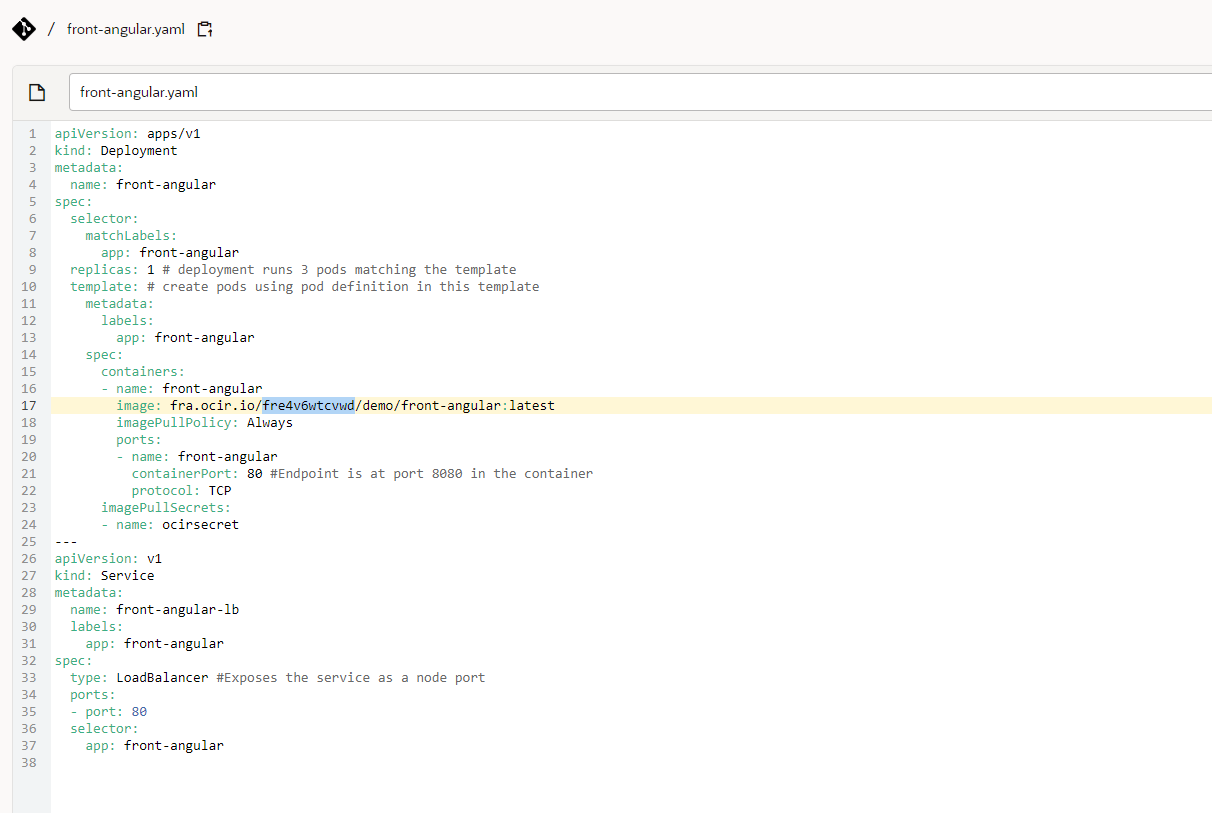 / front-angular.yaml
front-angular.yaml
1 apiVersion: apps/v1
2 kind: Deployment
3 metadata:
4   name: front-angular
5 spec:
6   selector:
7     matchLabels:
8       app: front-angular
9   replicas: 1 # deployment runs 3 pods matching the template
10   template: # create pods using pod definition in this template
11     metadata:
12       labels:
13         app: front-angular
14     spec:
15       containers:
16       - name: front-angular
17         image: fra.ocir.io/fre4v6wtcvwd/demo/front-angular:latest
18         imagePullPolicy: Always
19         ports:
20         - name: front-angular
21           containerPort: 80 #Endpoint is at port 8080 in the container
22           protocol: TCP
23       imagePullSecrets:
24       - name: ocirsecret
25 ---
26 apiVersion: v1
27 kind: Service
28 metadata:
29   name: front-angular-lb
30   labels:
31     app: front-angular
32 spec:
33   type: LoadBalancer #Exposes the service as a node port
34   ports:
35   - port: 80
36   selector:
37     app: front-angular
38